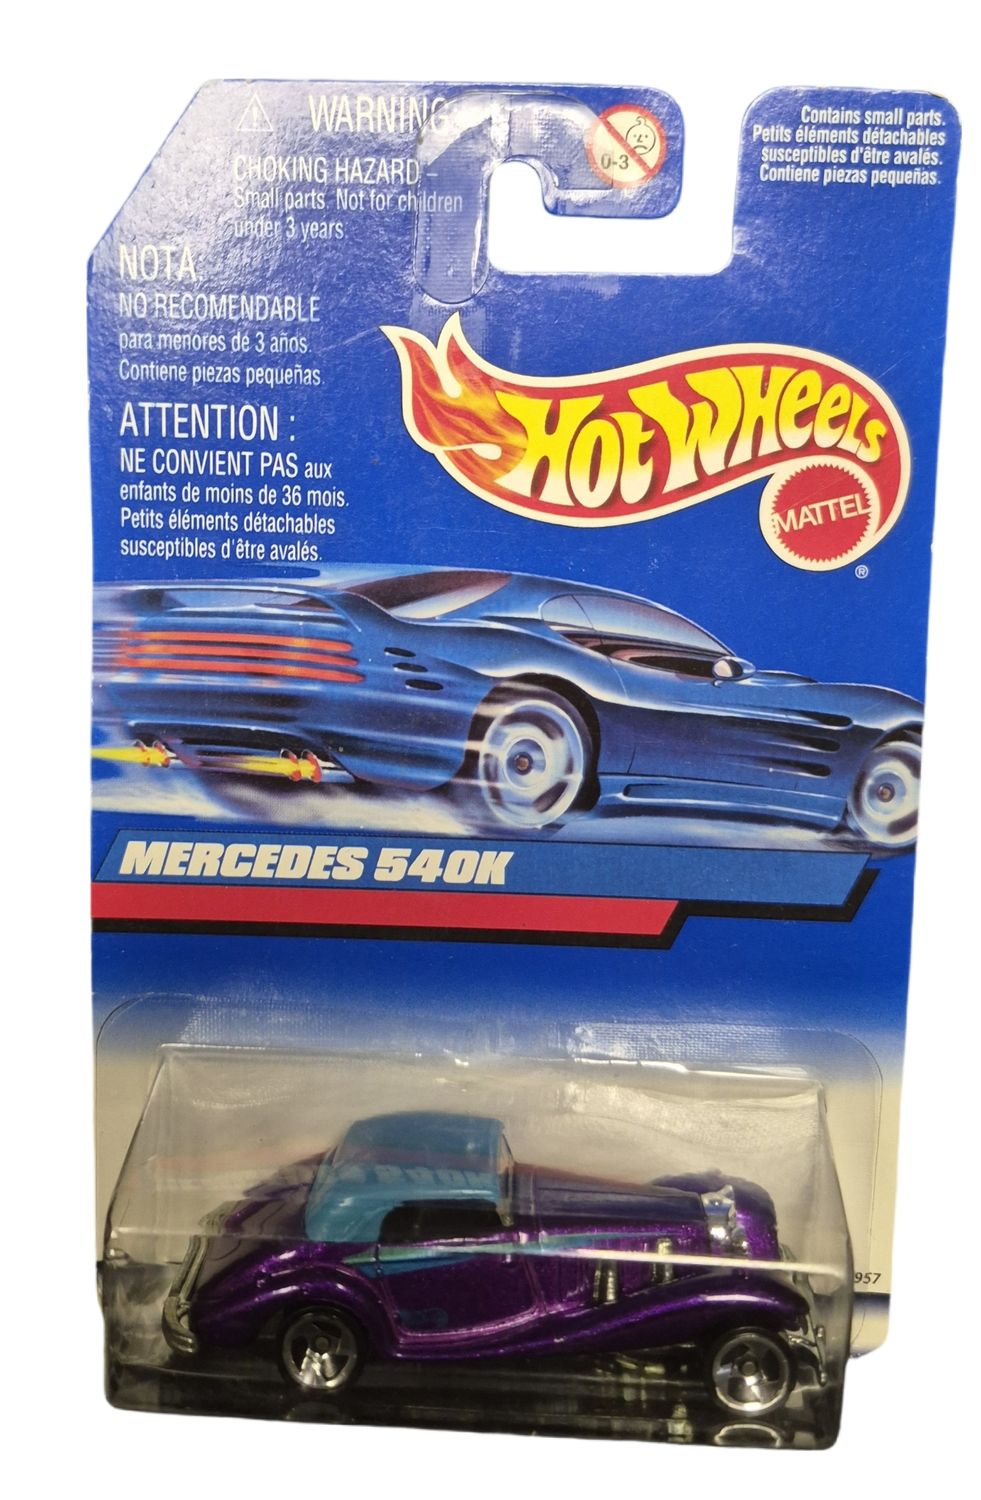 WARNING
CHOKING HAZARD –
Small parts. Not for children
under 3 years
NOTA:
NO RECOMENDABLE
para menores de 3 años.
Contiene piezas pequeñas.
ATTENTION :
NE CONVIENT PAS aux
enfants de moins de 36 mois.
Petits éléments détachables
susceptibles d'être avalés.
0-3
Contains small parts.
Petits éléments détachables
susceptibles d'être avalés.
Contiene piezas pequeñas.
HOT WHEELS
MATTEL
®
MERCEDES 540K
957